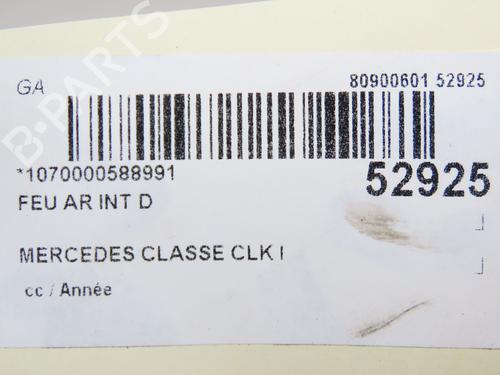 GA
80900601 52925
*1070000588991
52925
FEU AR INT D
MERCEDES CLASSE CLK I
cc / Année
B-PARTS